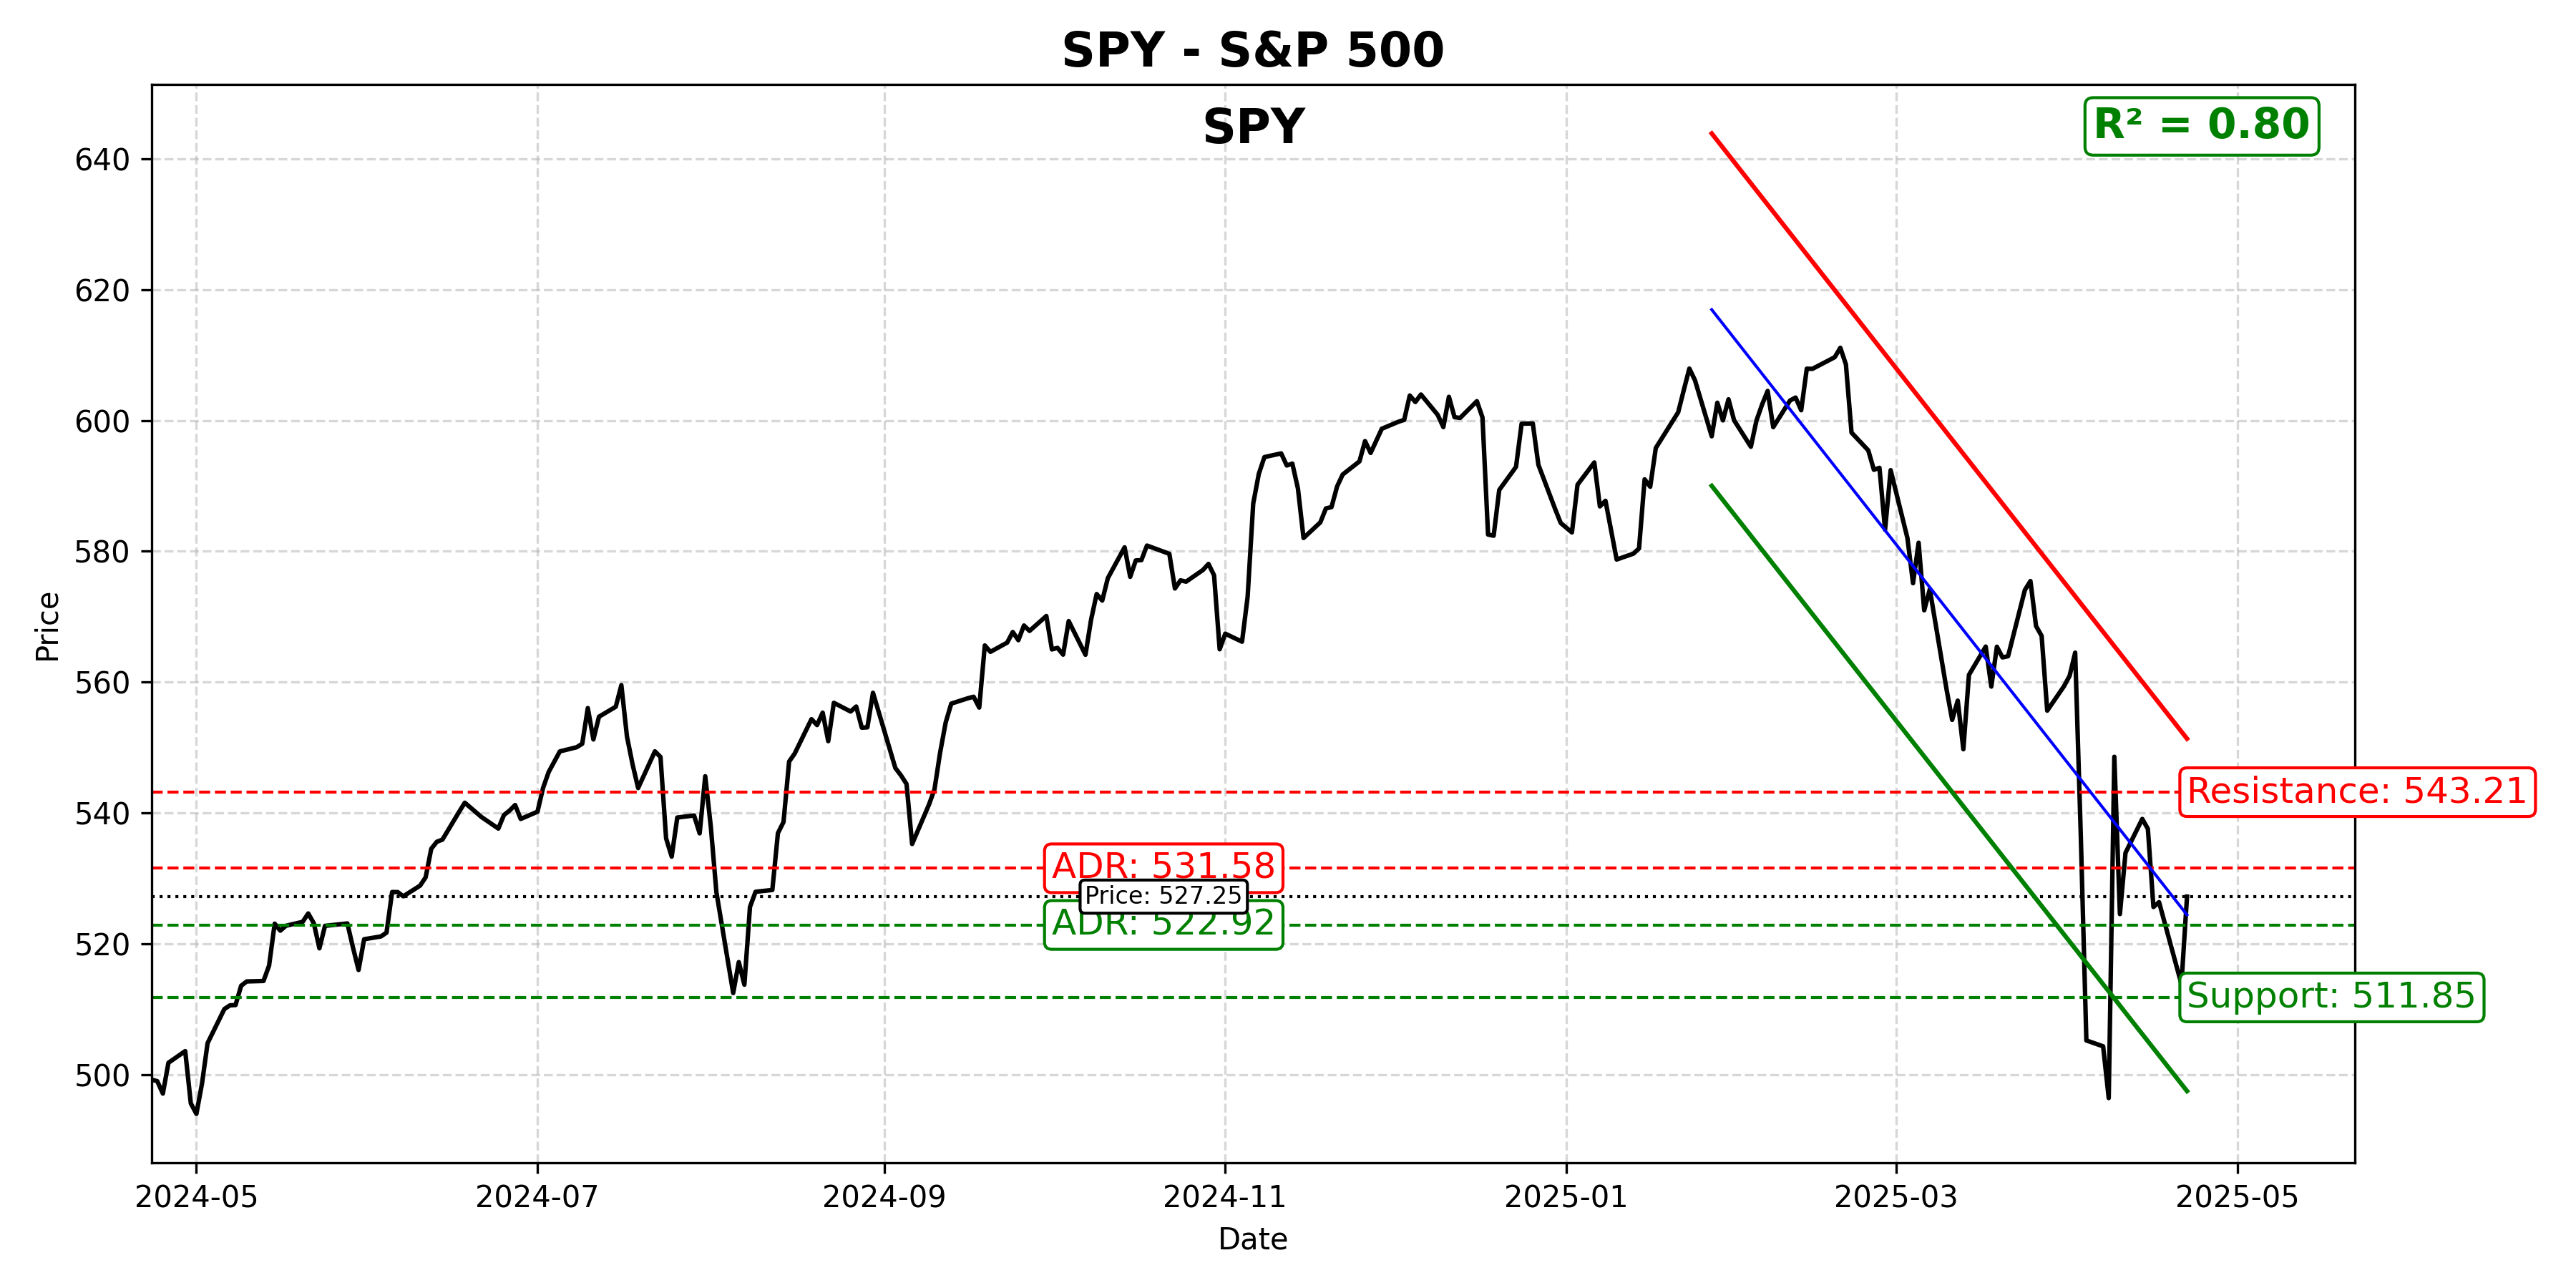 SPY - S&P 500
SPY
R² = 0.80
640
620
600
580
560
540
520
500
Price
Resistance: 543.21
ADR: 531.58
Price: 527.25
ADR: 522.92
Support: 511.85
2024-05
2024-07
2024-09
2024-11
2025-01
2025-03
2025-05
Date